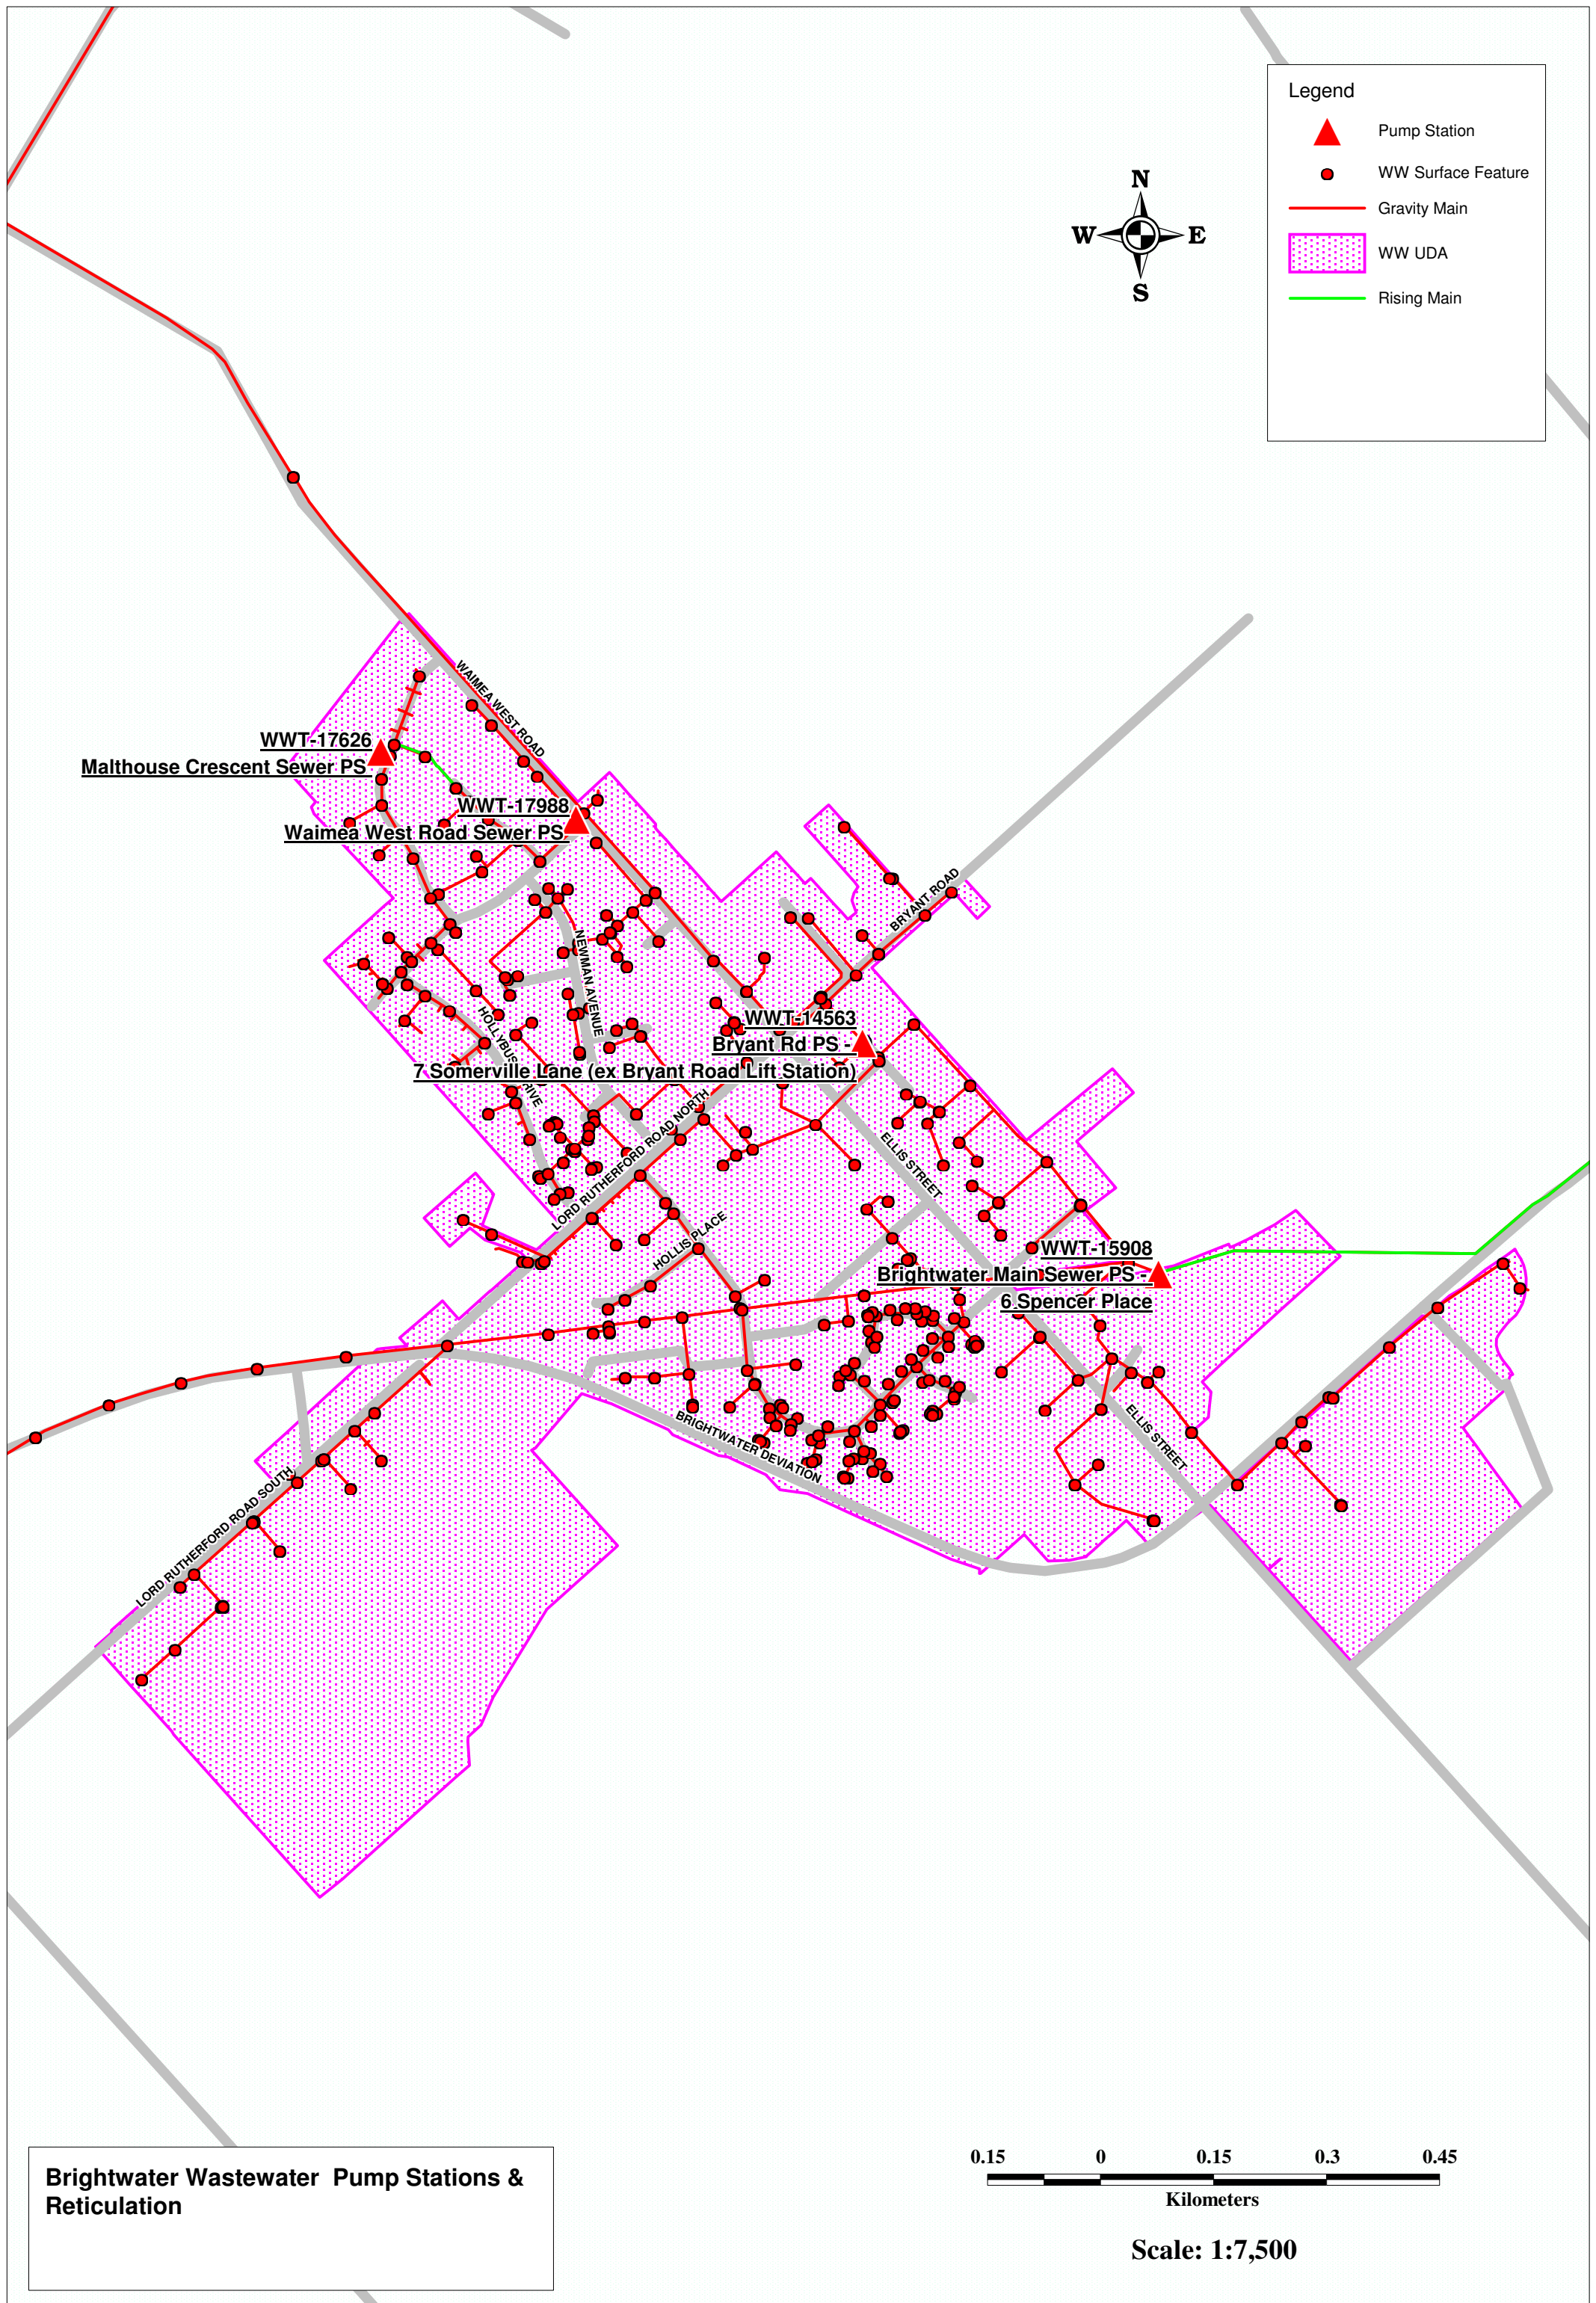 Legend
Pump Station
WW Surface Feature
Gravity Main
WW UDA
Rising Main
N
W E
S
WAIMEA WEST ROAD
WWT-17626
Malthouse Crescent Sewer PS
WWT-17988
Waimea West Road Sewer PS
BRYANT ROAD
NEWMAN AVENUE
HOLLYBUSH DRIVE
WWT-14563
Bryant Rd PS -
7 Somerville Lane (ex Bryant Road Lift Station)
LORD RUTHERFORD ROAD NORTH
ELLIS STREET
HOLLIS PLACE
WWT-15908
Brightwater Main Sewer PS -
6 Spencer Place
BRIGHTWATER DEVIATION
ELLIS STREET
LORD RUTHERFORD ROAD SOUTH
Brightwater Wastewater Pump Stations &
Reticulation
0.15 0 0.15 0.3 0.45
Kilometers
Scale: 1:7,500